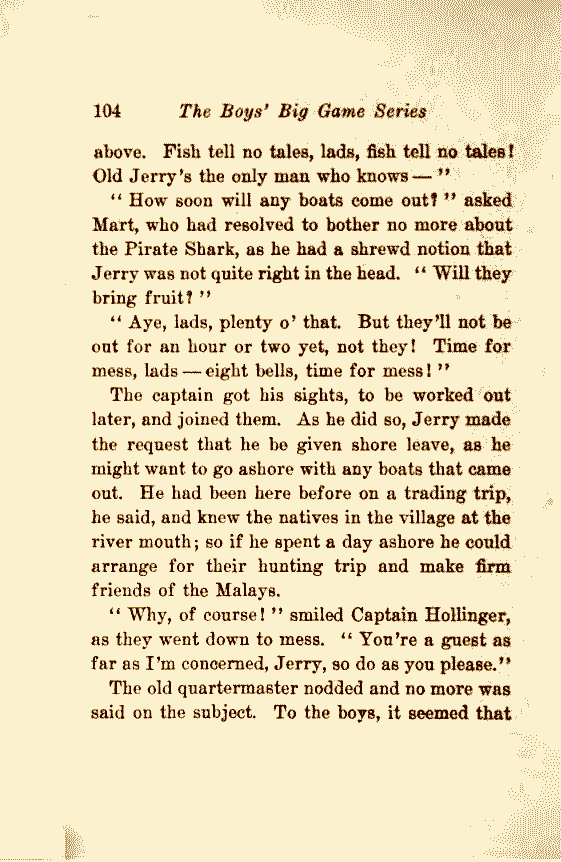 104 The Boys' Big Game Series
above. Fish tell no tales, lads, fish tell no tales!
Old Jerry's the only man who knows — "
" How soon will any boats come out? " asked
Mart, who had resolved to bother no more about
the Pirate Shark, as he had a shrewd notion that
Jerry was not quite right in the head. " Will they
bring fruit? "
" Aye, lads, plenty o' that. But they'll not be
out for an hour or two yet, not they! Time for
mess, lads — eight bells, time for mess! "
The captain got his sights, to be worked out
later, and joined them. As he did so, Jerry made
the request that he be given shore leave, as he
might want to go ashore with any boats that came
out. He had been here before on a trading trip,
he said, and knew the natives in the village at the
river mouth; so if he spent a day ashore he could
arrange for their hunting trip and make firm
friends of the Malays.
" Why, of course! " smiled Captain Hollinger,
as they went down to mess. " You're a guest as
far as I'm concerned, Jerry, so do as you please."
The old quartermaster nodded and no more was
said on the subject. To the boys, it seemed that